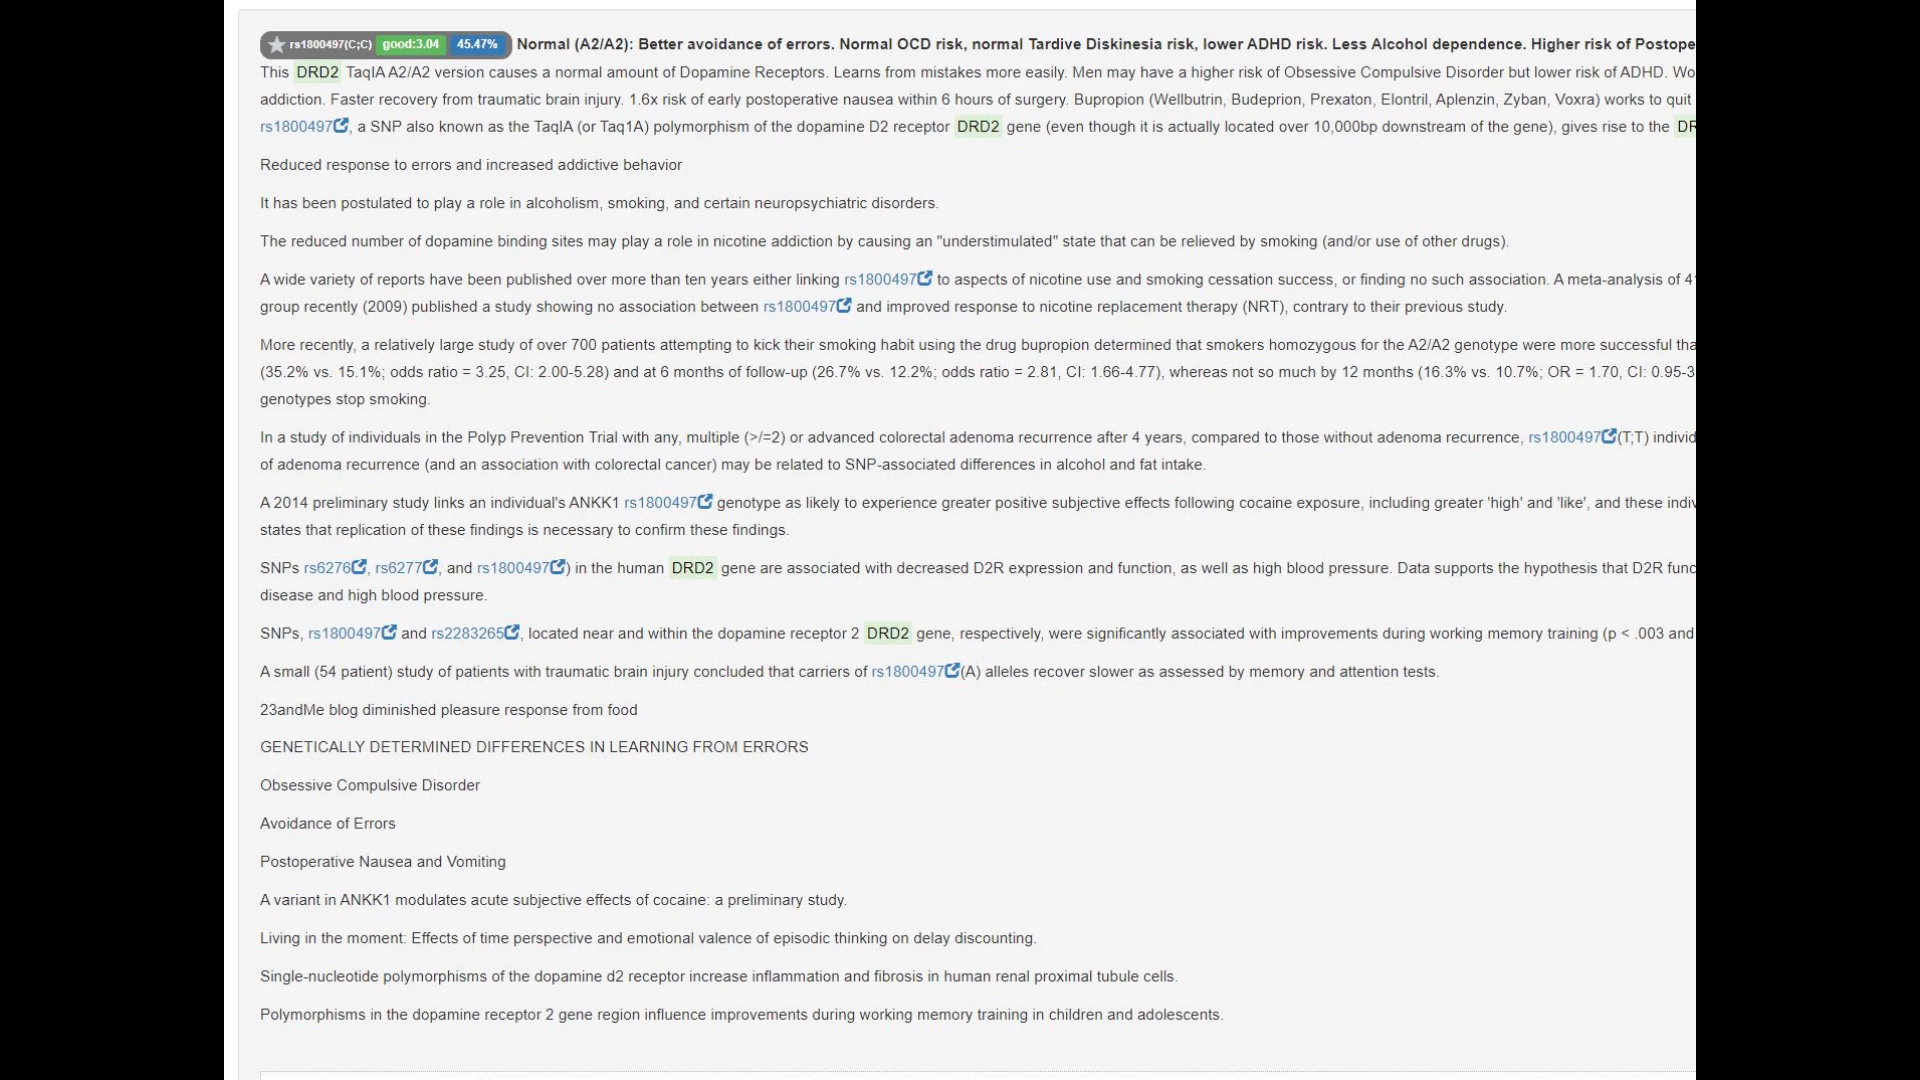 rs1800497(C;C) good:3.04 45.47% Normal (A2/A2): Better avoidance of errors. Normal OCD risk, normal Tardive Diskinesia risk, lower ADHD risk. Less Alcohol dependence. Higher risk of Postope
This DRD2 TaqIA A2/A2 version causes a normal amount of Dopamine Receptors. Learns from mistakes more easily. Men may have a higher risk of Obsessive Compulsive Disorder but lower risk of ADHD. Wo
addiction. Faster recovery from traumatic brain injury. 1.6x risk of early postoperative nausea within 6 hours of surgery. Bupropion (Wellbutrin, Budeprion, Prexaton, Elontril, Aplenzin, Zyban, Voxra) works to quit
rs1800497, a SNP also known as the TaqIA (or Taq1A) polymorphism of the dopamine D2 receptor DRD2 gene (even though it is actually located over 10,000bp downstream of the gene), gives rise to the DR
Reduced response to errors and increased addictive behavior
It has been postulated to play a role in alcoholism, smoking, and certain neuropsychiatric disorders.
The reduced number of dopamine binding sites may play a role in nicotine addiction by causing an "understimulated" state that can be relieved by smoking (and/or use of other drugs).
A wide variety of reports have been published over more than ten years either linking rs1800497 to aspects of nicotine use and smoking cessation success, or finding no such association. A meta-analysis of 4
group recently (2009) published a study showing no association between rs1800497 and improved response to nicotine replacement therapy (NRT), contrary to their previous study.
More recently, a relatively large study of over 700 patients attempting to kick their smoking habit using the drug bupropion determined that smokers homozygous for the A2/A2 genotype were more successful tha
(35.2% vs. 15.1%; odds ratio = 3.25, CI: 2.00-5.28) and at 6 months of follow-up (26.7% vs. 12.2%; odds ratio = 2.81, CI: 1.66-4.77), whereas not so much by 12 months (16.3% vs. 10.7%; OR = 1.70, CI: 0.95-3
genotypes stop smoking.
In a study of individuals in the Polyp Prevention Trial with any, multiple (>/=2) or advanced colorectal adenoma recurrence after 4 years, compared to those without adenoma recurrence, rs1800497(T;T) individ
of adenoma recurrence (and an association with colorectal cancer) may be related to SNP-associated differences in alcohol and fat intake.
A 2014 preliminary study links an individual's ANKK1 rs1800497 genotype as likely to experience greater positive subjective effects following cocaine exposure, including greater 'high' and 'like', and these indiv
states that replication of these findings is necessary to confirm these findings.
SNPs rs6276, rs6277, and rs1800497) in the human DRD2 gene are associated with decreased D2R expression and function, as well as high blood pressure. Data supports the hypothesis that D2R func
disease and high blood pressure.
SNPs, rs1800497 and rs2283265, located near and within the dopamine receptor 2 DRD2 gene, respectively, were significantly associated with improvements during working memory training (p < .003 and
A small (54 patient) study of patients with traumatic brain injury concluded that carriers of rs1800497(A) alleles recover slower as assessed by memory and attention tests.
23andMe blog diminished pleasure response from food
GENETICALLY DETERMINED DIFFERENCES IN LEARNING FROM ERRORS
Obsessive Compulsive Disorder
Avoidance of Errors
Postoperative Nausea and Vomiting
A variant in ANKK1 modulates acute subjective effects of cocaine: a preliminary study.
Living in the moment: Effects of time perspective and emotional valence of episodic thinking on delay discounting.
Single-nucleotide polymorphisms of the dopamine d2 receptor increase inflammation and fibrosis in human renal proximal tubule cells.
Polymorphisms in the dopamine receptor 2 gene region influence improvements during working memory training in children and adolescents.